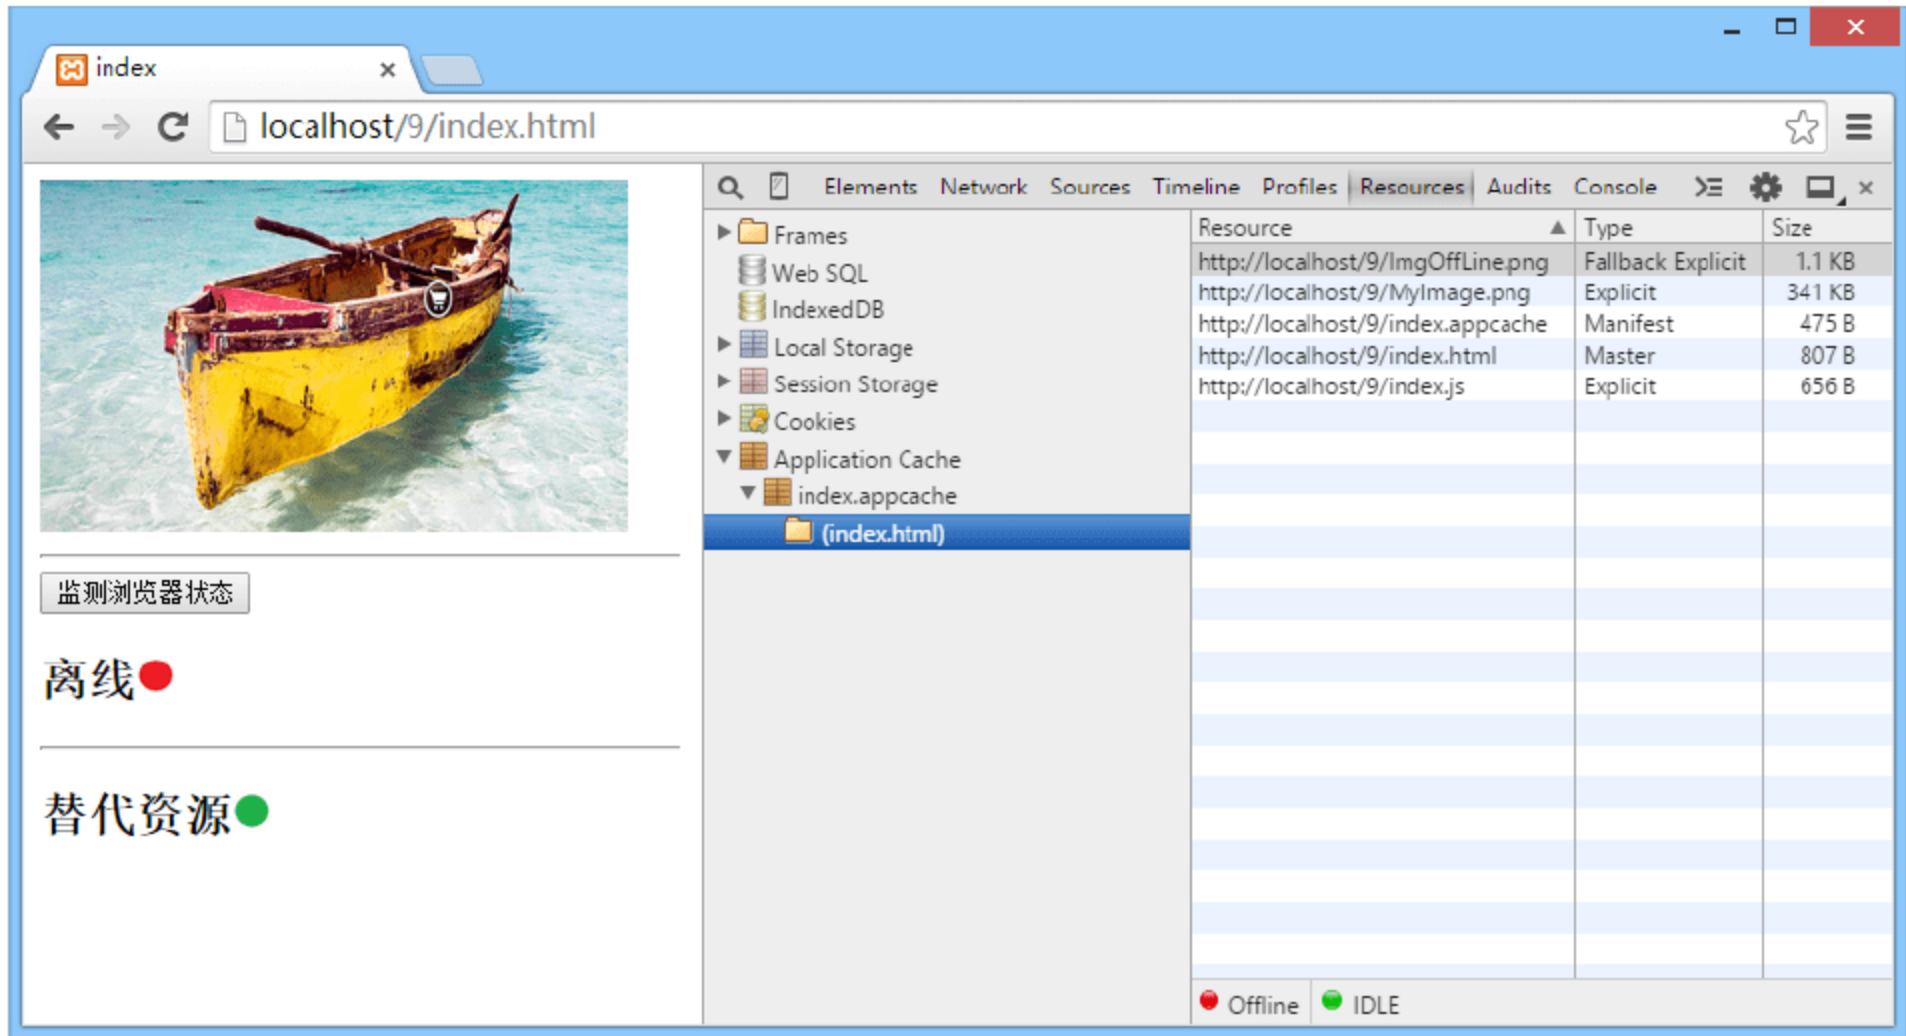 index
localhost/9/index.html
监测浏览器状态
离线
替代资源
Elements Network Sources Timeline Profiles Resources Audits Console
Frames
Web SQL
IndexedDB
Local Storage
Session Storage
Cookies
Application Cache
index.appcache
(index.html)
Resource Type Size
http://localhost/9/ImgOffLine.png Fallback Explicit 1.1 KB
http://localhost/9/MyImage.png Explicit 341 KB
http://localhost/9/index.appcache Manifest 475 B
http://localhost/9/index.html Master 807 B
http://localhost/9/index.js Explicit 656 B
Offline IDLE